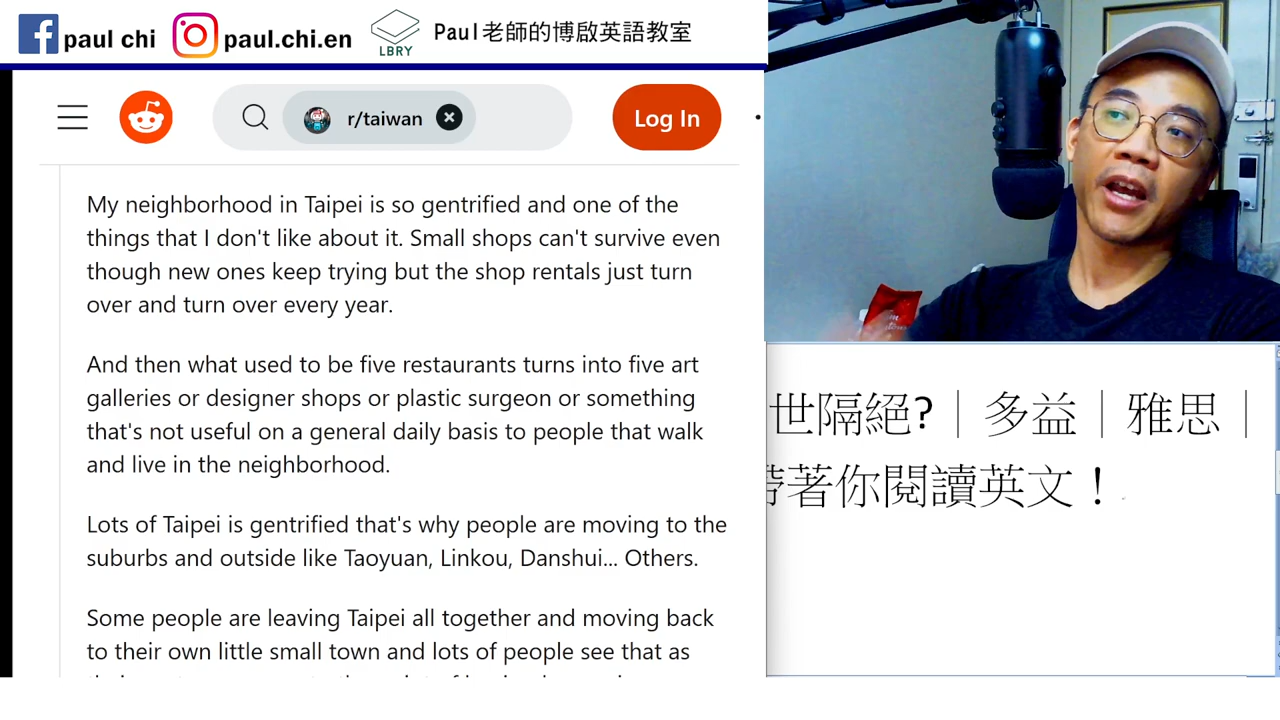 paul chi
paul.chi.en
LBRY
Paul老師的博啟英語教室
r/taiwan
Log In
My neighborhood in Taipei is so gentrified and one of the
things that I don't like about it. Small shops can't survive even
though new ones keep trying but the shop rentals just turn
over and turn over every year.
And then what used to be five restaurants turns into five art
galleries or designer shops or plastic surgeon or something
that's not useful on a general daily basis to people that walk
and live in the neighborhood.
Lots of Taipei is gentrified that's why people are moving to the
suburbs and outside like Taoyuan, Linkou, Danshui... Others.
Some people are leaving Taipei all together and moving back
to their own little small town and lots of people see that as
世隔絕?｜多益｜雅思｜
著你閱讀英文！